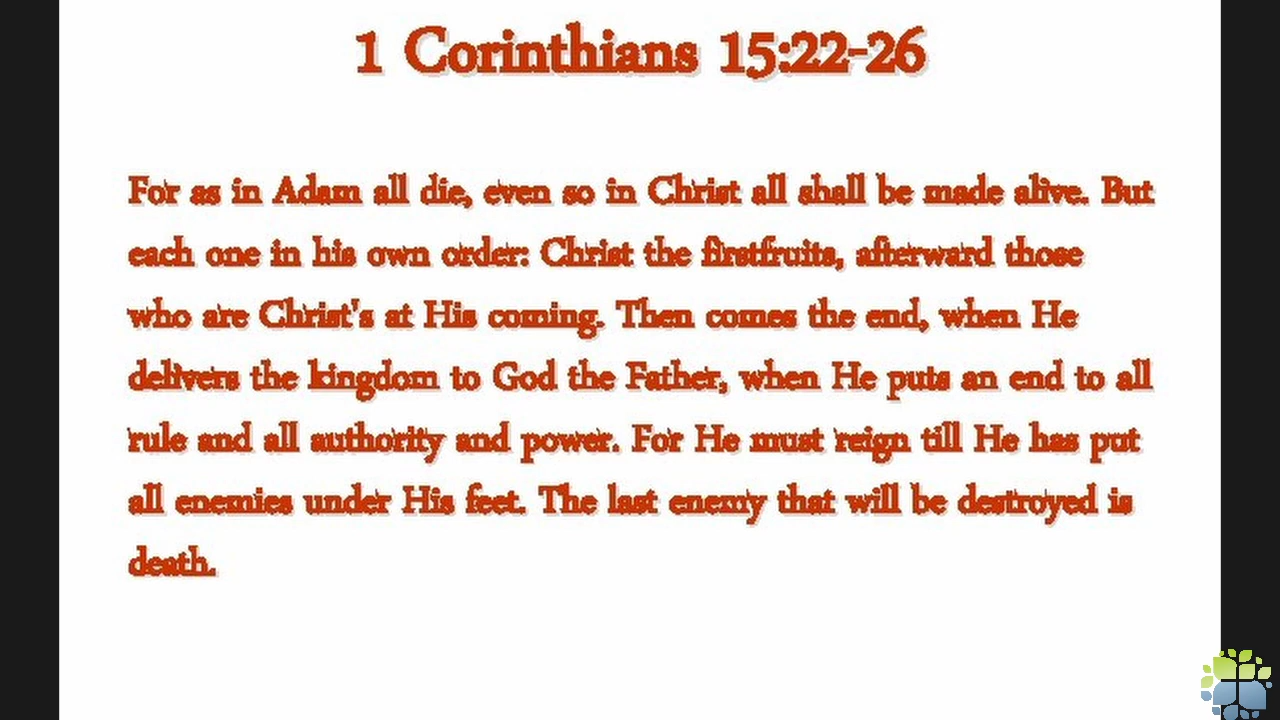 1 Corinthians 15:22-26
For as in Adam all die, even so in Christ all shall be made alive. But
each one in his own order: Christ the firstfruits, afterward those
who are Christ's at His coming. Then comes the end, when He
delivers the kingdom to God the Father, when He puts an end to all
rule and all authority and power. For He must reign till He has put
all enemies under His feet. The last enemy that will be destroyed is
death.